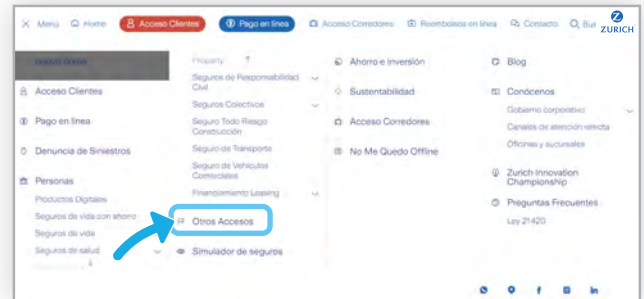 Menú
Home
Acceso Clientes
Pago en línea
Acceso Corredores
Reembolsos en línea
Contacto
ZURICH
Acceso Clientes
Pago en línea
Denuncia de Siniestros
Personas
Productos Digitales
Seguros de vida con ahorro
Seguros de vida
Seguros de salud
Property
Seguros de Responsabilidad
Civil
Seguros Colectivos
Seguro Todo Riesgo
Construcción
Seguro de Transporte
Seguro de Vehículos
Comerciales
Financiamiento Leasing
Otros Accesos
Simulador de seguros
Ahorro e Inversión
Sustentabilidad
Acceso Corredores
No Me Quedo Offline
Blog
Conócenos
Gobierno corporativo
Canales de atención remota
Oficinas y sucursales
Zurich Innovation
Championship
Preguntas Frecuentes
Ley 21420